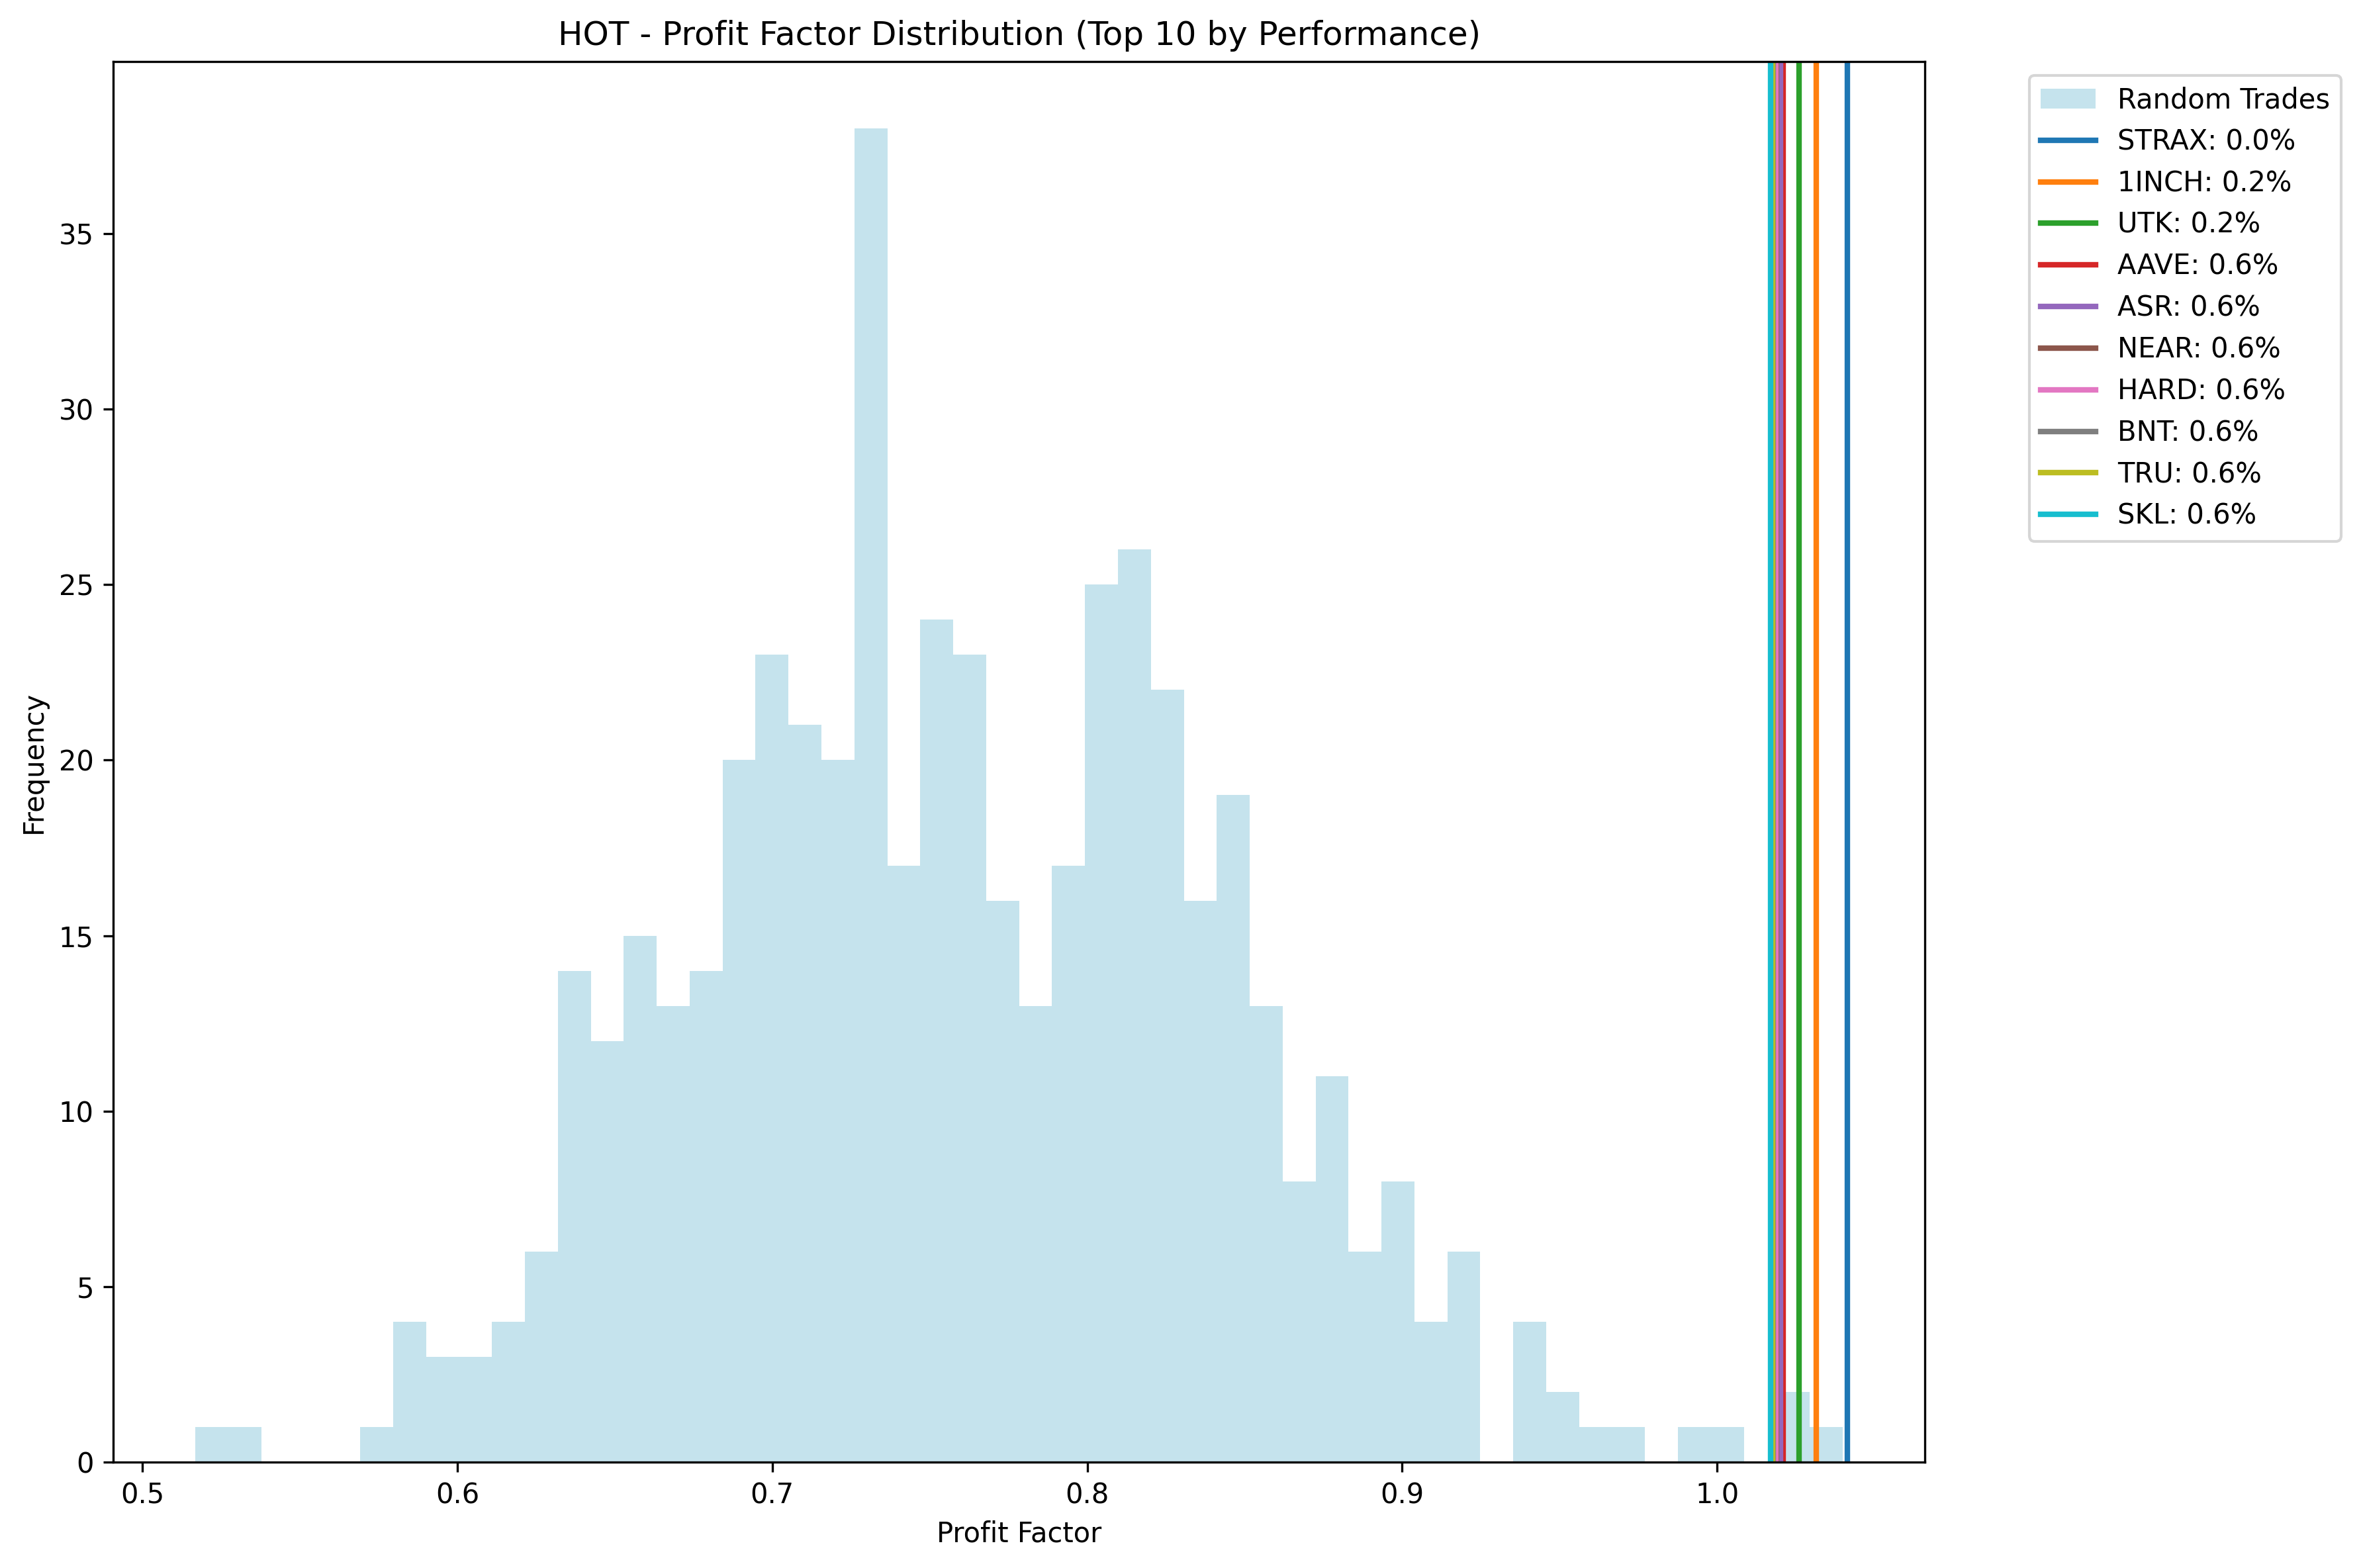 HOT - Profit Factor Distribution (Top 10 by Performance)
Random Trades
STRAX: 0.0%
1INCH: 0.2%
UTK: 0.2%
AAVE: 0.6%
ASR: 0.6%
NEAR: 0.6%
HARD: 0.6%
BNT: 0.6%
TRU: 0.6%
SKL: 0.6%
Frequency
35
30
25
20
15
10
5
0
0.5 0.6 0.7 0.8 0.9 1.0
Profit Factor